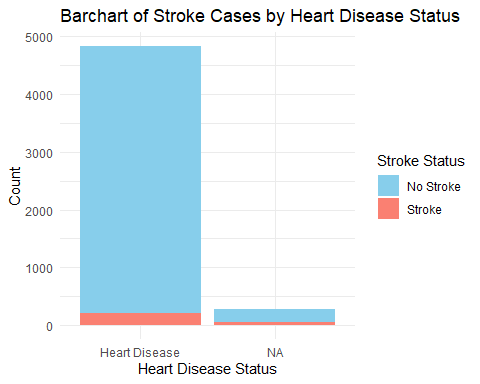 Barchart of Stroke Cases by Heart Disease Status
5000
4000
3000
2000
1000
0
Count
Heart Disease
NA
Heart Disease Status
Stroke Status
No Stroke
Stroke